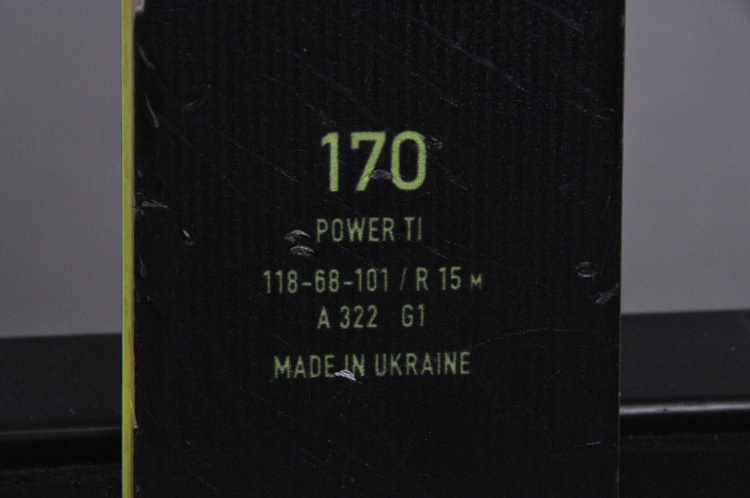 170
POWER TI
118-68-101 / R 15 M
A 322 G1
MADE IN UKRAINE